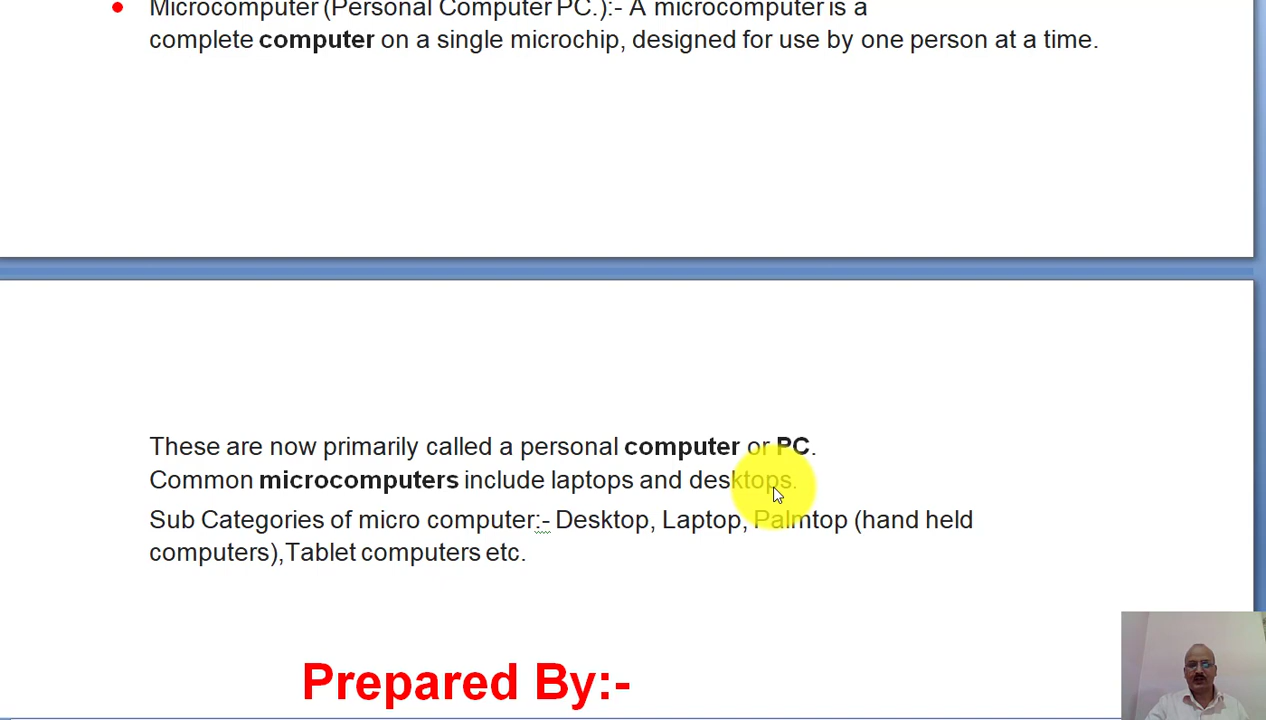 Microcomputer (Personal Computer PC.):- A microcomputer is a
complete computer on a single microchip, designed for use by one person at a time.
These are now primarily called a personal computer or PC.
Common microcomputers include laptops and desktops.
Sub Categories of micro computer:- Desktop, Laptop, Palmtop (hand held
computers),Tablet computers etc.
Prepared By:-